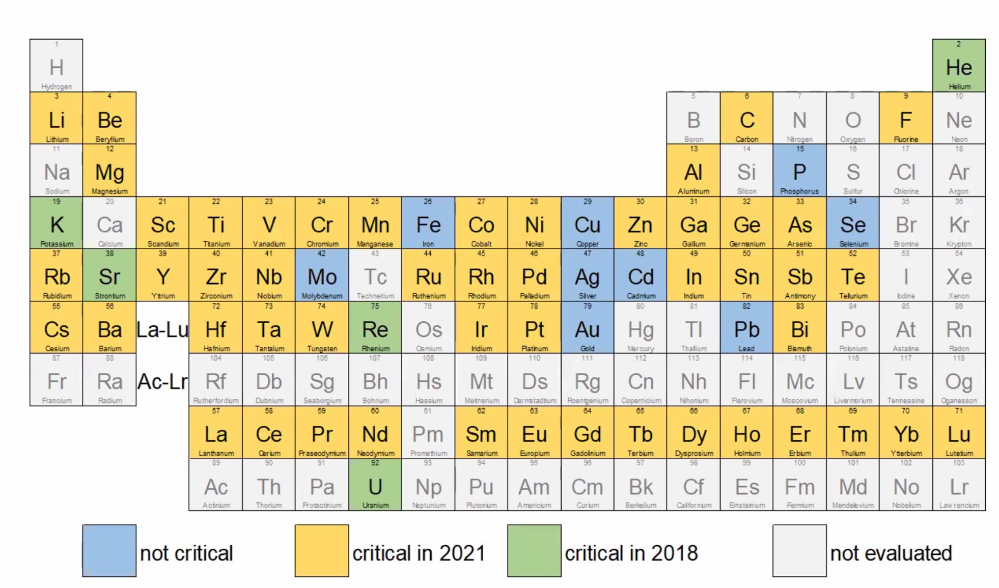 1 2
H He
Hydrogen Helium
3 4 5 6 7 8 9 10
Li Be B C N O F Ne
Lithium Beryllium Boron Carbon Nitrogen Oxygen Fluorine Neon
11 12 13 14 15 16 17 18
Na Mg Al Si P S Cl Ar
Sodium Magnesium Aluminum Silicon Phosphorus Sulfur Chlorine Argon
19 20 21 22 23 24 25 26 27 28 29 30 31 32 33 34 35 36
K Ca Sc Ti V Cr Mn Fe Co Ni Cu Zn Ga Ge As Se Br Kr
Potassium Calcium Scandium Titanium Vanadium Chromium Manganese Iron Cobalt Nickel Copper Zinc Gallium Germanium Arsenic Selenium Bromine Krypton
37 38 39 40 41 42 43 44 45 46 47 48 49 50 51 52 53 54
Rb Sr Y Zr Nb Mo Tc Ru Rh Pd Ag Cd In Sn Sb Te I Xe
Rubidium Strontium Yttrium Zirconium Niobium Molybdenum Technetium Ruthenium Rhodium Palladium Silver Cadmium Indium Tin Antimony Tellurium Iodine Xenon
55 56 72 73 74 75 76 77 78 79 80 81 82 83 84 85 86
Cs Ba La-Lu Hf Ta W Re Os Ir Pt Au Hg Tl Pb Bi Po At Rn
Cesium Barium Hafnium Tantalum Tungsten Rhenium Osmium Iridium Platinum Gold Mercury Thallium Lead Bismuth Polonium Astatine Radon
87 88 104 105 106 107 108 109 110 111 112 113 114 115 116 117 118
Fr Ra Ac-Lr Rf Db Sg Bh Hs Mt Ds Rg Cn Nh Fl Mc Lv Ts Og
Francium Radium Rutherfordium Dubnium Seaborgium Bohrium Hassium Meitnerium Darmstadtium Roentgenium Copernicium Nihonium Flerovium Moscovium Livermorium Tennessine Oganesson
57 58 59 60 61 62 63 64 65 66 67 68 69 70 71
La Ce Pr Nd Pm Sm Eu Gd Tb Dy Ho Er Tm Yb Lu
Lanthanum Cerium Praseodymium Neodymium Promethium Samarium Europium Gadolinium Terbium Dysprosium Holmium Erbium Thulium Ytterbium Lutetium
89 90 91 92 93 94 95 96 97 98 99 100 101 102 103
Ac Th Pa U Np Pu Am Cm Bk Cf Es Fm Md No Lr
Actinium Thorium Protactinium Uranium Neptunium Plutonium Americium Curium Berkelium Californium Einsteinium Fermium Mendelevium Nobelium Lawrencium
not critical critical in 2021 critical in 2018 not evaluated